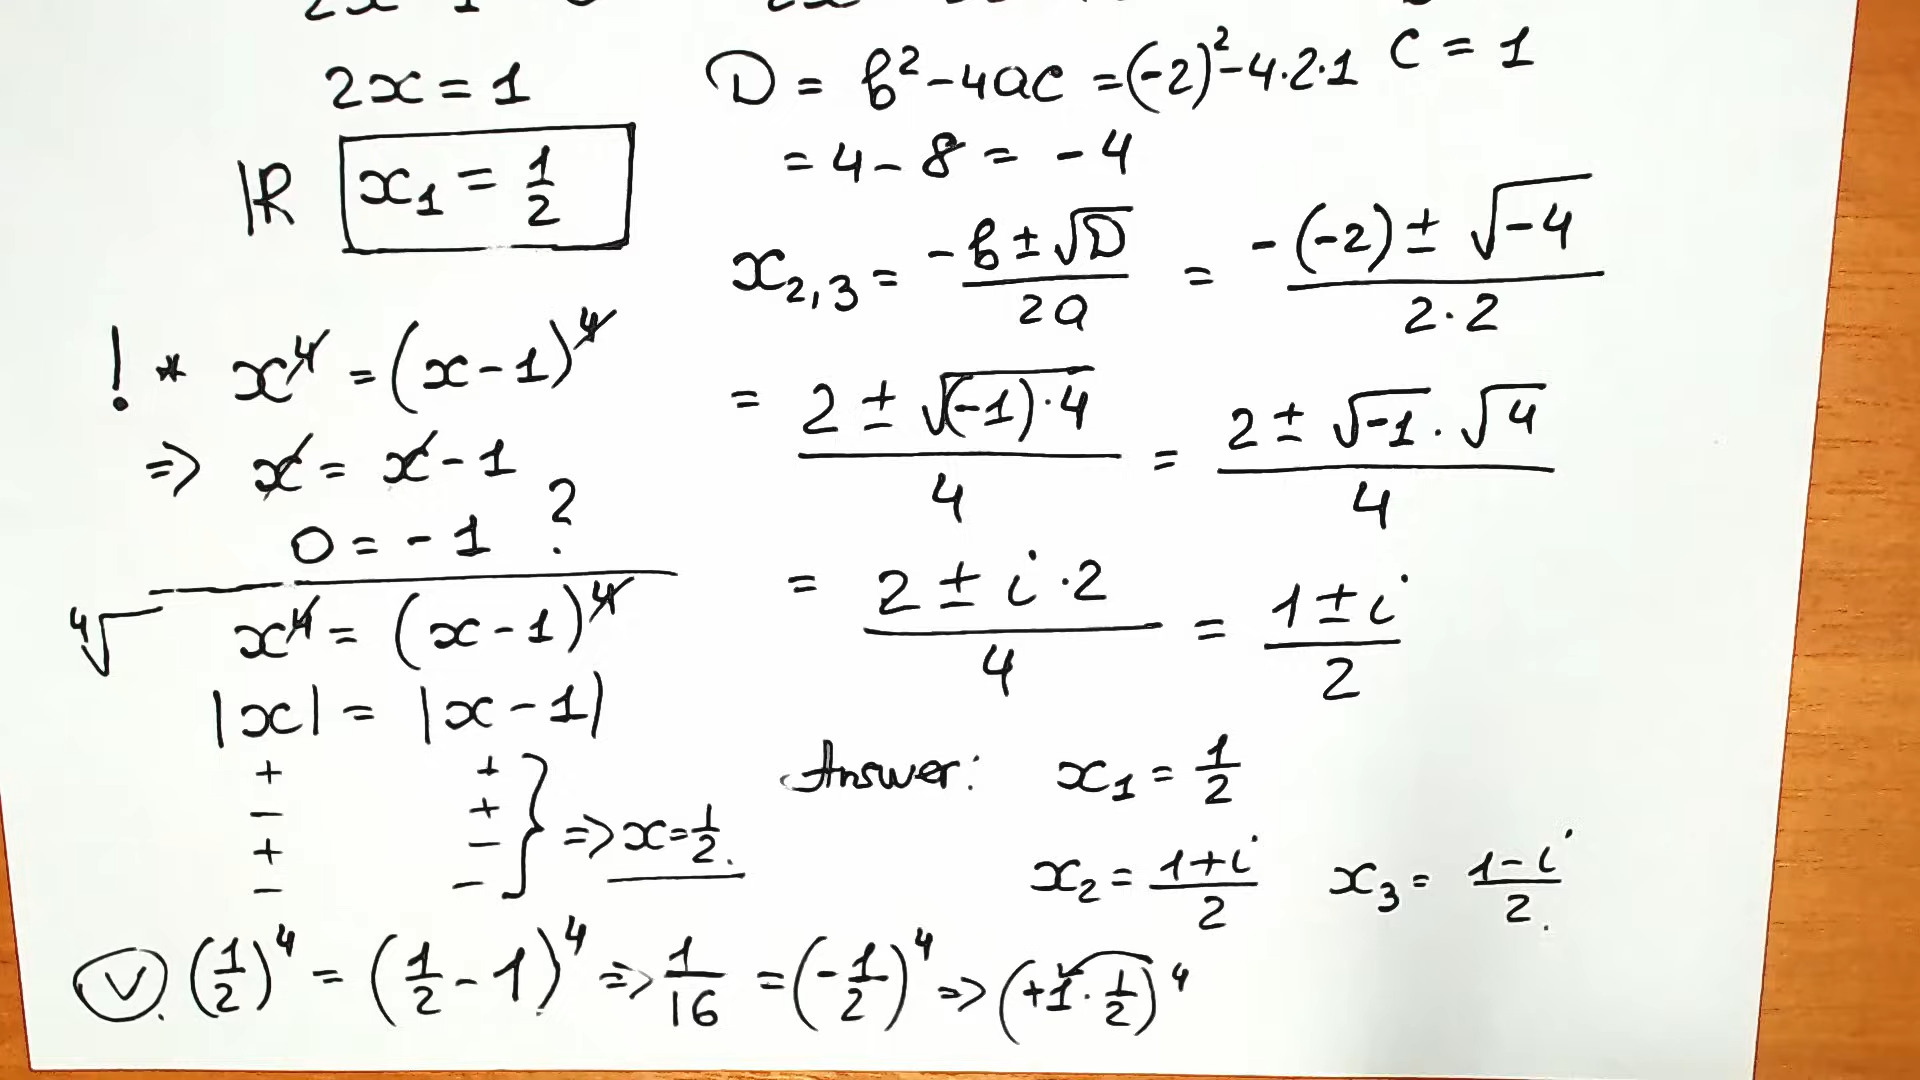 2x = 1
|R x₁ = 1/2
! * x⁴ = (x - 1)⁴
=> x = x - 1
0 = -1 ?
⁴√ x⁴ = (x - 1)⁴
|x| = |x - 1|
+ +
- +
+ -
- -
} => x = 1/2.
D = b² - 4ac = (-2)² - 4·2·1 C = 1
= 4 - 8 = -4
x₂,₃ = (-b ± √D)/(2a) = (-(-2) ± √-4)/(2·2)
= (2 ± √(-1)·4)/4 = (2 ± √-1 · √4)/4
= (2 ± i·2)/4 = (1 ± i)/2
Answer: x₁ = 1/2
x₂ = (1+i)/2 x₃ = (1-i)/2.
V. (1/2)⁴ = (1/2 - 1)⁴ => 1/16 = (-1/2)⁴ => (+1 · 1/2)⁴